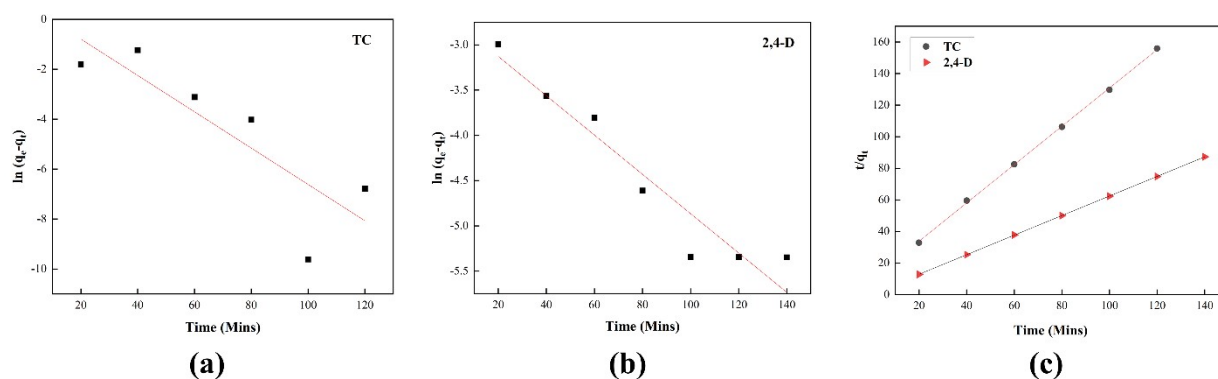 TC
0
-2
-4
-6
-8
-10
ln (qe-qt)
20 40 60 80 100 120
Time (Mins)
(a)
2,4-D
-3.0
-3.5
-4.0
-4.5
-5.0
-5.5
ln (qe-qt)
20 40 60 80 100 120 140
Time (Mins)
(b)
TC
2,4-D
160
140
120
100
80
60
40
20
0
t/qt
20 40 60 80 100 120 140
Time (Mins)
(c)